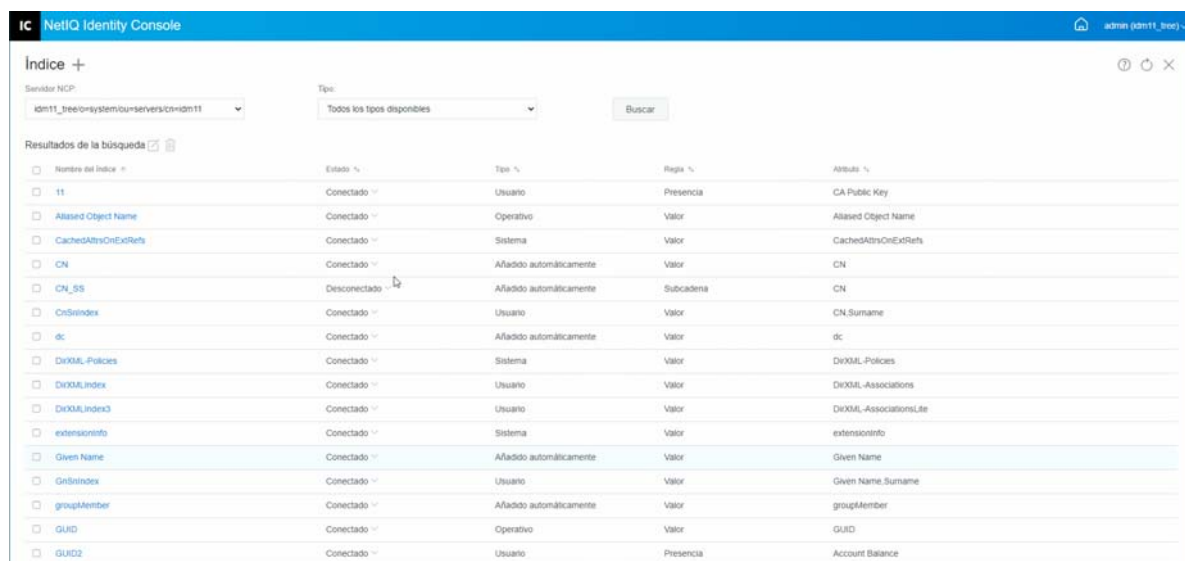 IC NetIQ Identity Console admin (idm11_tree)
Índice
Servidor NCP: Tipo:
idm11_tree/o=system/ou=servers/cn=idm11 Todos los tipos disponibles Buscar
Resultados de la búsqueda
Nombre del Índice Estado Tipo Regla Atributo
11 Conectado Usuario Presencia CA Public Key
Aliased Object Name Conectado Operativo Valor Aliased Object Name
CachedAttrsOnExtRefs Conectado Sistema Valor CachedAttrsOnExtRefs
CN Conectado Añadido automáticamente Valor CN
CN_SS Desconectado Añadido automáticamente Subcadena CN
CnSnIndex Conectado Usuario Valor CN,Surname
dc Conectado Añadido automáticamente Valor dc
DirXML-Policies Conectado Sistema Valor DirXML-Policies
DirXMLIndex Conectado Usuario Valor DirXML-Associations
DirXMLIndex3 Conectado Usuario Valor DirXML-AssociationsLite
extensionInfo Conectado Sistema Valor extensionInfo
Given Name Conectado Añadido automáticamente Valor Given Name
GnSnIndex Conectado Usuario Valor Given Name,Surname
groupMember Conectado Añadido automáticamente Valor groupMember
GUID Conectado Operativo Valor GUID
GUID2 Conectado Usuario Presencia Account Balance